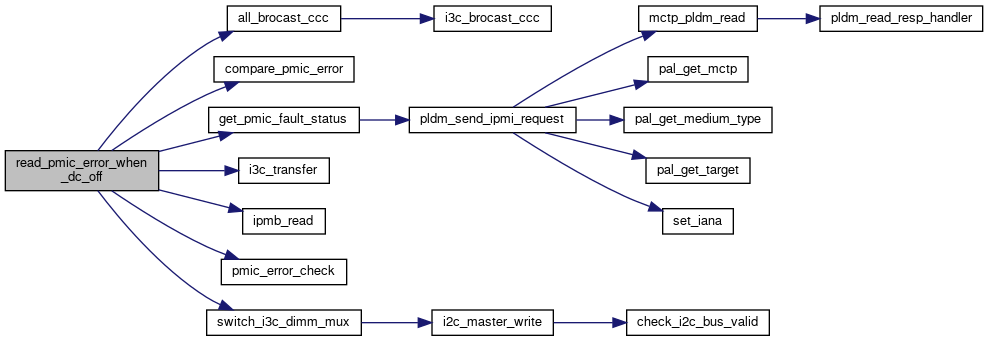 all_brocast_ccc
i3c_brocast_ccc
mctp_pldm_read
pldm_read_resp_handler
compare_pmic_error
pal_get_mctp
get_pmic_fault_status
pldm_send_ipmi_request
pal_get_medium_type
read_pmic_error_when
_dc_off
i3c_transfer
pal_get_target
ipmb_read
set_iana
pmic_error_check
switch_i3c_dimm_mux
i2c_master_write
check_i2c_bus_valid